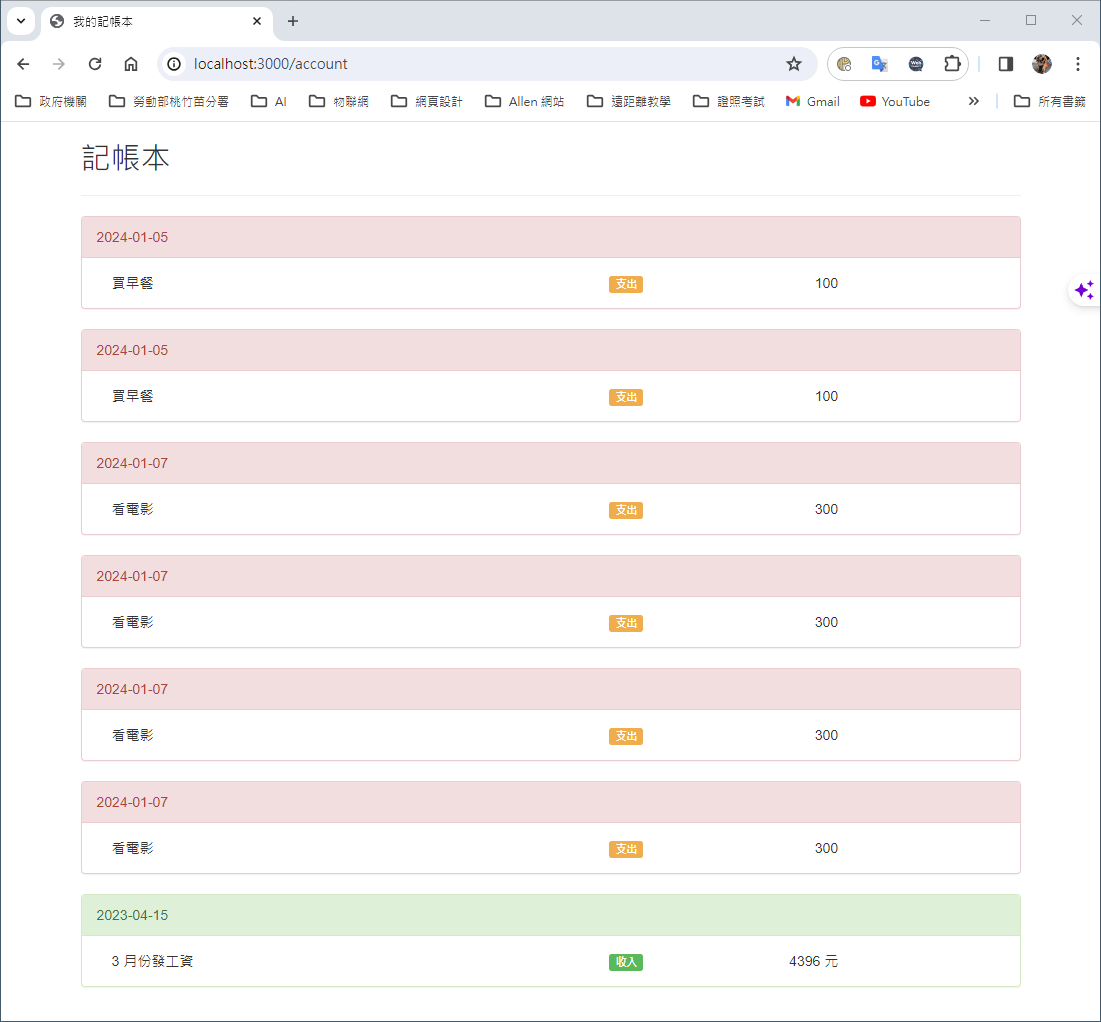 我的記帳本
localhost:3000/account
政府機關 勞動部桃竹苗分署 AI 物聯網 網頁設計 Allen 網站 遠距離教學 證照考試 Gmail YouTube 所有書籤
記帳本
2024-01-05
買早餐 支出 100
2024-01-05
買早餐 支出 100
2024-01-07
看電影 支出 300
2024-01-07
看電影 支出 300
2024-01-07
看電影 支出 300
2024-01-07
看電影 支出 300
2023-04-15
3 月份發工資 收入 4396 元